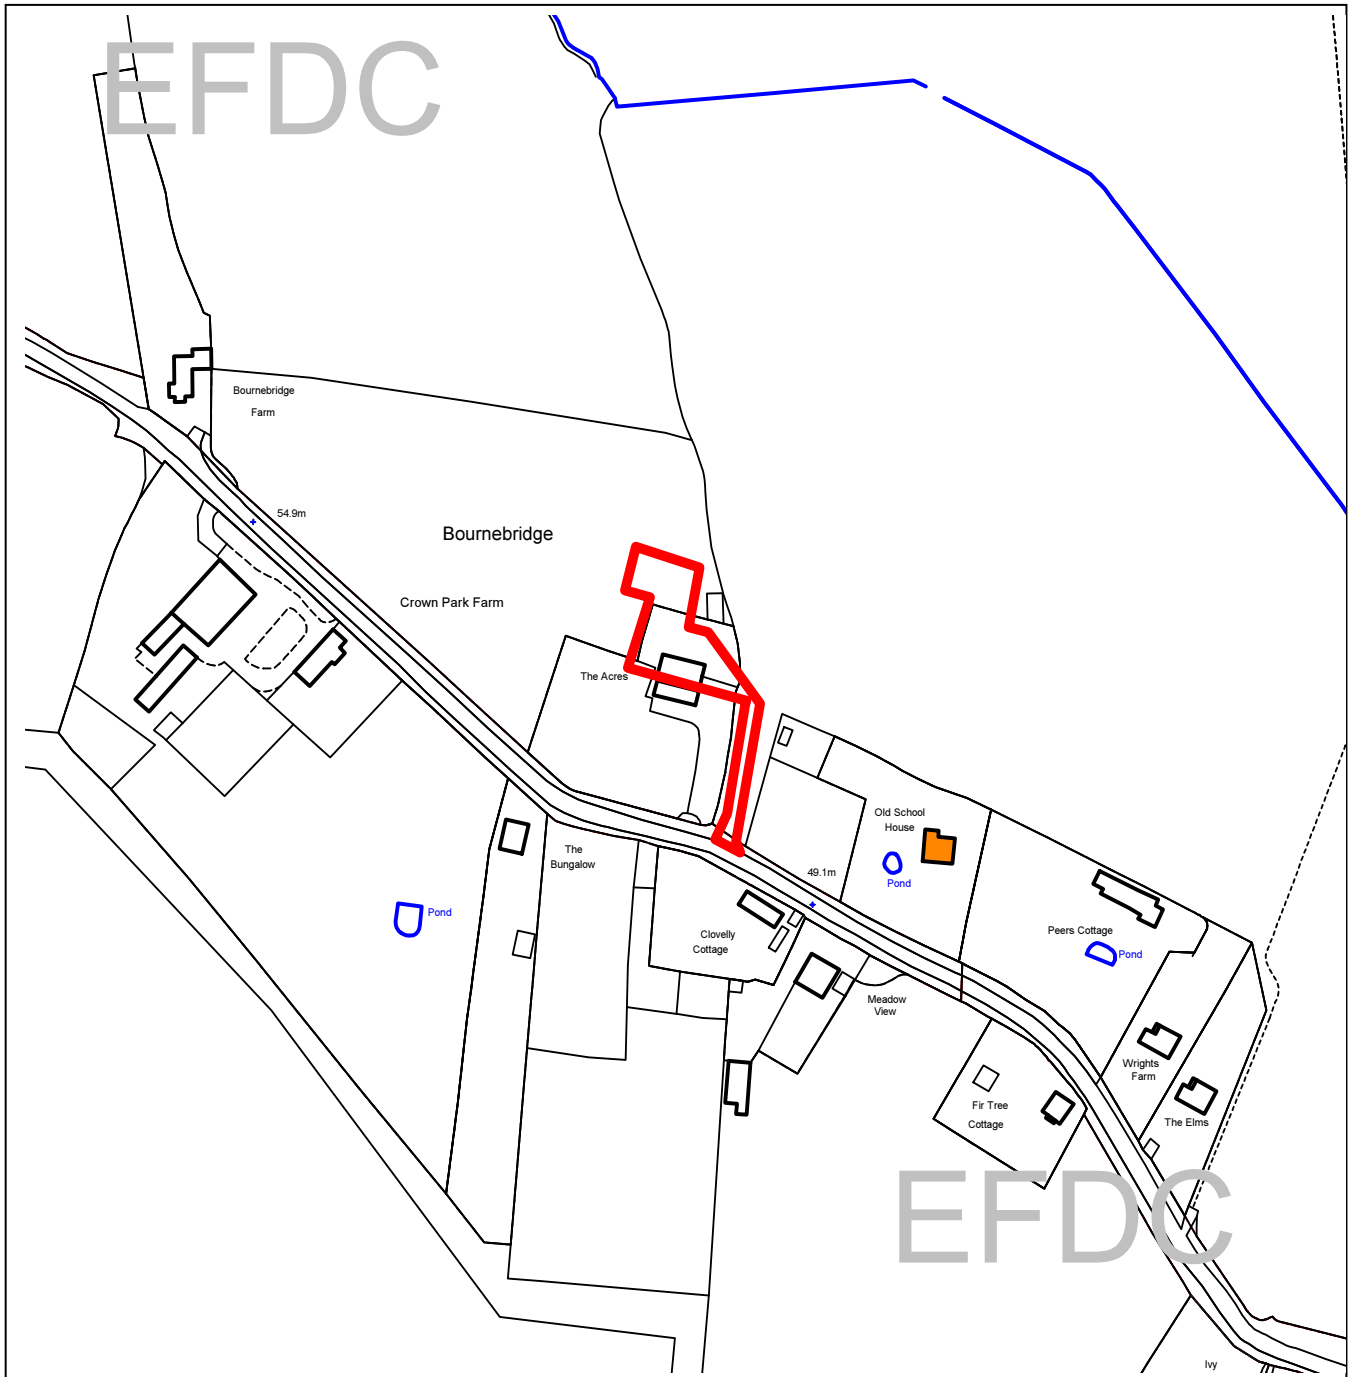 EFDC
Bournebridge
Farm
54.9m
Bournebridge
Crown Park Farm
The Acres
Old School
House
Pond
The
Bungalow
49.1m
Pond
Clovelly
Cottage
Peers Cottage
Pond
Meadow
View
Wrights
Farm
Fir Tree
Cottage
The Elms
EFDC
Ivy